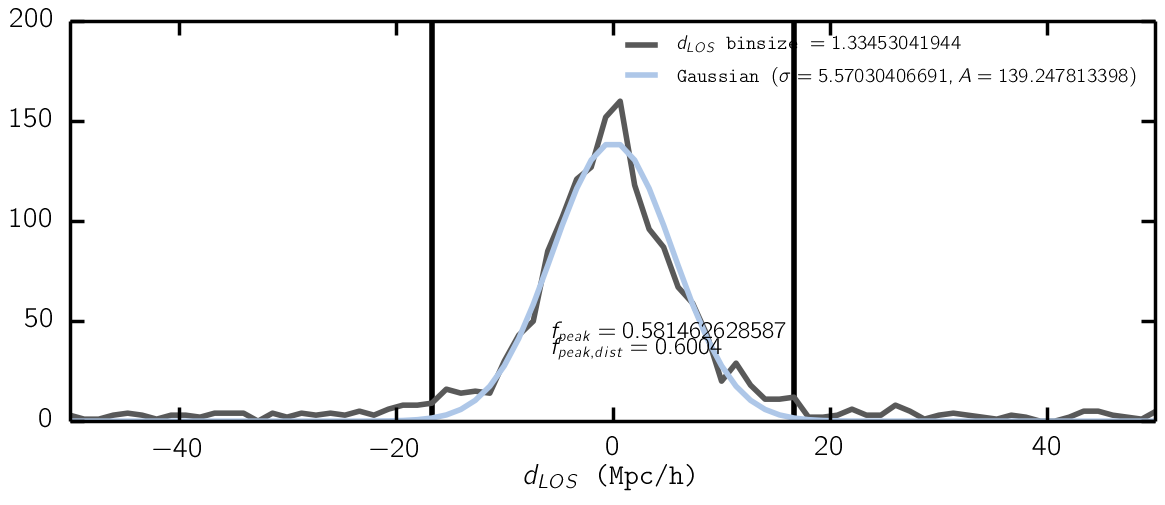 200
d_LOS binsize = 1.33453041944
Gaussian (σ = 5.57030406691, A = 139.247813398)
150
100
50
f_peak = 0.581462628587
f_peak,dist = 0.6004
0
−40 −20 0 20 40
d_LOS (Mpc/h)